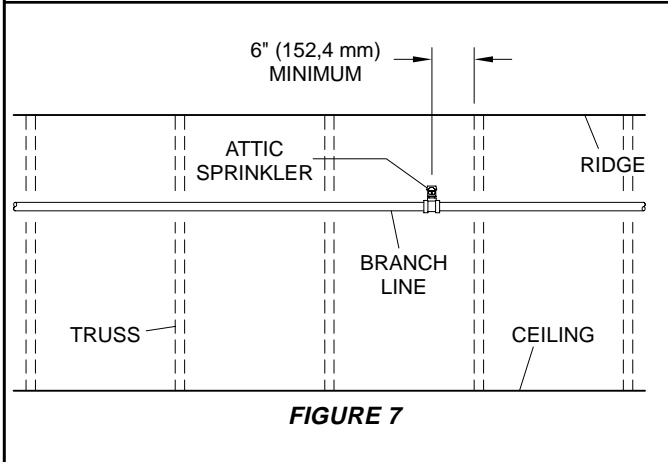 6" (152,4 mm)
MINIMUM
ATTIC
SPRINKLER
RIDGE
BRANCH
LINE
TRUSS
CEILING
FIGURE 7